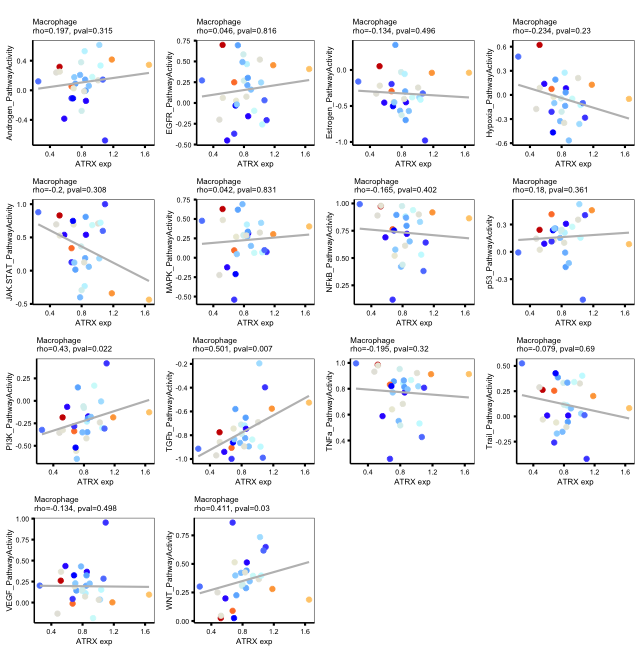 Macrophage
rho=0.197, pval=0.315
Androgen_PathwayActivity
0.4
0.0
-0.4
0.4
0.8
1.2
1.6
ATRX exp
Macrophage
rho=0.046, pval=0.816
EGFR_PathwayActivity
0.75
0.50
0.25
0.00
-0.25
-0.50
0.4
0.8
1.2
1.6
ATRX exp
Macrophage
rho=-0.134, pval=0.496
Estrogen_PathwayActivity
0.0
-0.5
-1.0
0.4
0.8
1.2
1.6
ATRX exp
Macrophage
rho=-0.234, pval=0.23
Hypoxia_PathwayActivity
0.6
0.3
0.0
-0.3
-0.6
0.4
0.8
1.2
1.6
ATRX exp
Macrophage
rho=-0.2, pval=0.308
JAK.STAT_PathwayActivity
1.0
0.5
0.0
-0.5
0.4
0.8
1.2
1.6
ATRX exp
Macrophage
rho=0.042, pval=0.831
MAPK_PathwayActivity
0.75
0.50
0.25
0.00
-0.25
-0.50
0.4
0.8
1.2
1.6
ATRX exp
Macrophage
rho=-0.165, pval=0.402
NFkB_PathwayActivity
1.00
0.75
0.50
0.25
0.4
0.8
1.2
1.6
ATRX exp
Macrophage
rho=0.18, pval=0.361
p53_PathwayActivity
0.3
0.0
-0.3
0.4
0.8
1.2
1.6
ATRX exp
Macrophage
rho=0.43, pval=0.022
PI3K_PathwayActivity
0.25
0.00
-0.25
-0.50
0.4
0.8
1.2
1.6
ATRX exp
Macrophage
rho=0.501, pval=0.007
TGFb_PathwayActivity
-0.2
-0.4
-0.6
-0.8
-1.0
0.4
0.8
1.2
1.6
ATRX exp
Macrophage
rho=-0.195, pval=0.32
TNFa_PathwayActivity
1.0
0.8
0.6
0.4
0.4
0.8
1.2
1.6
ATRX exp
Macrophage
rho=-0.079, pval=0.69
Trail_PathwayActivity
0.50
0.25
0.00
-0.25
0.4
0.8
1.2
1.6
ATRX exp
Macrophage
rho=-0.134, pval=0.498
VEGF_PathwayActivity
1.00
0.75
0.50
0.25
0.00
0.4
0.8
1.2
1.6
ATRX exp
Macrophage
rho=0.411, pval=0.03
WNT_PathwayActivity
0.8
0.6
0.4
0.2
0.0
0.4
0.8
1.2
1.6
ATRX exp